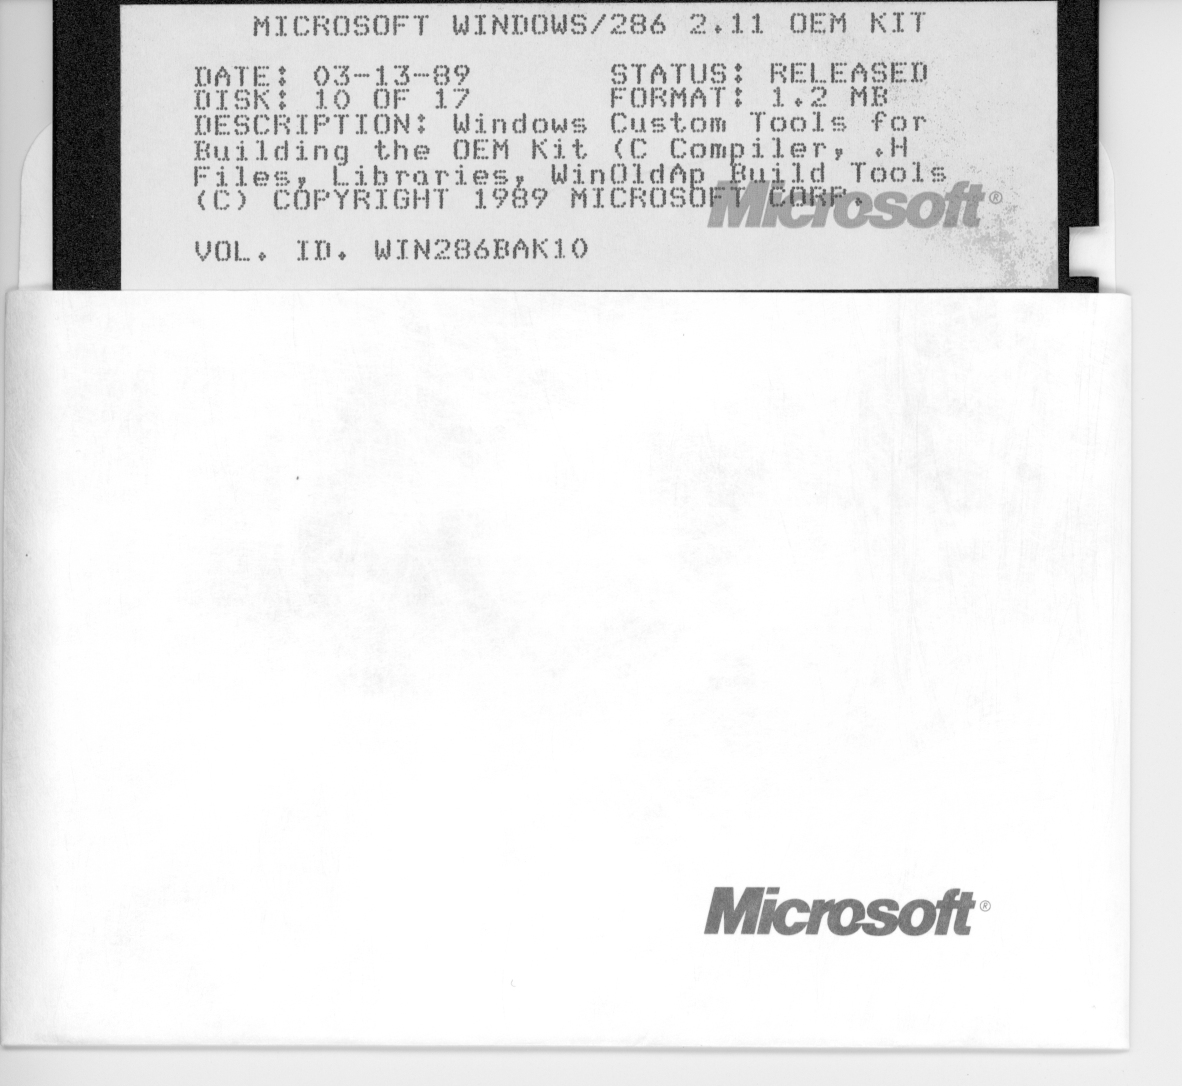 MICROSOFT WINDOWS/286 2.11 OEM KIT
DATE: 03-13-89 STATUS: RELEASED
DISK: 10 OF 17 FORMAT: 1.2 MB
DESCRIPTION: Windows Custom Tools for
Building the OEM Kit (C Compiler, .H
Files, Libraries, WinOldAp Build Tools
(C) COPYRIGHT 1989 MICROSOFT CORP.
Microsoft®
VOL. ID. WIN286BAK10
Microsoft®